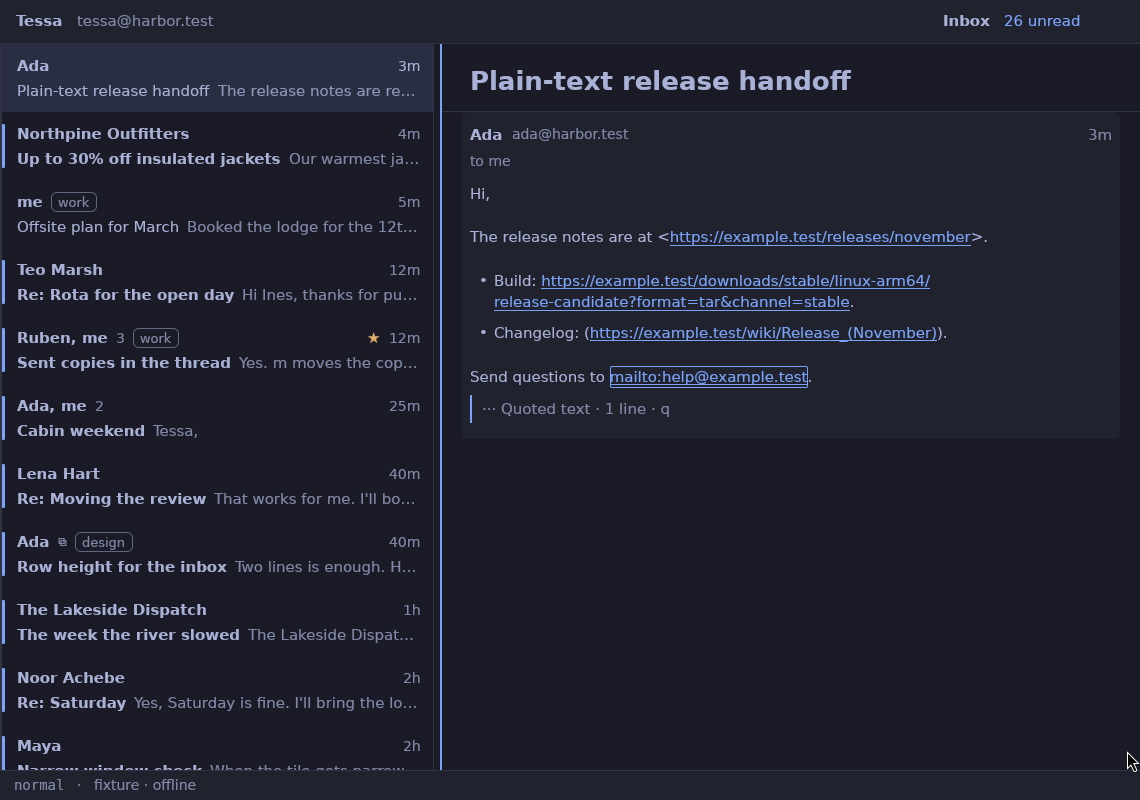 Tessa tessa@harbor.test
Inbox 26 unread
Ada 3m
Plain-text release handoff The release notes are re…
Northpine Outfitters 4m
Up to 30% off insulated jackets Our warmest ja…
me work 5m
Offsite plan for March Booked the lodge for the 12t…
Teo Marsh 12m
Re: Rota for the open day Hi Ines, thanks for pu…
Ruben, me 3 work ★ 12m
Sent copies in the thread Yes. m moves the cop…
Ada, me 2 25m
Cabin weekend Tessa,
Lena Hart 40m
Re: Moving the review That works for me. I'll bo…
Ada design 40m
Row height for the inbox Two lines is enough. H…
The Lakeside Dispatch 1h
The week the river slowed The Lakeside Dispat…
Noor Achebe 2h
Re: Saturday Yes, Saturday is fine. I'll bring the lo…
Maya 2h
Narrow window check When the tile gets narrow…
Plain-text release handoff
Ada ada@harbor.test 3m
to me
Hi,
The release notes are at <https://example.test/releases/november>.
• Build: https://example.test/downloads/stable/linux-arm64/
release-candidate?format=tar&channel=stable.
• Changelog: (https://example.test/wiki/Release_(November)).
Send questions to mailto:help@example.test.
··· Quoted text · 1 line · q
normal · fixture · offline